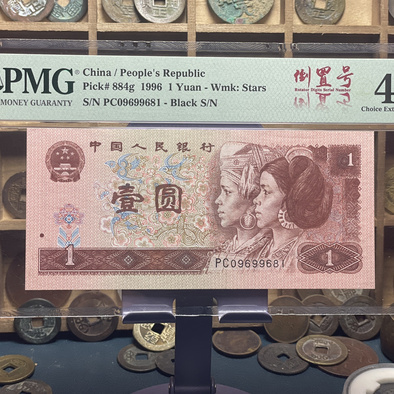 PMG
MONEY GUARANTY
China / People's Republic
Pick# 884g 1996 1 Yuan - Wmk: Stars
S/N PC09699681 - Black S/N
倒置号
Rotator Digits Serial Number
4
Choice Ext
中国人民银行
1
壹圆
PC09699681
1
1